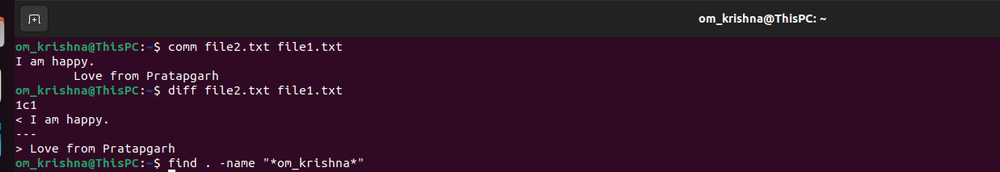 om_krishna@ThisPC: ~
om_krishna@ThisPC:~$ comm file2.txt file1.txt
I am happy.
        Love from Pratapgarh
om_krishna@ThisPC:~$ diff file2.txt file1.txt
1c1
< I am happy.
---
> Love from Pratapgarh
om_krishna@ThisPC:~$ find . -name "*om_krishna*"